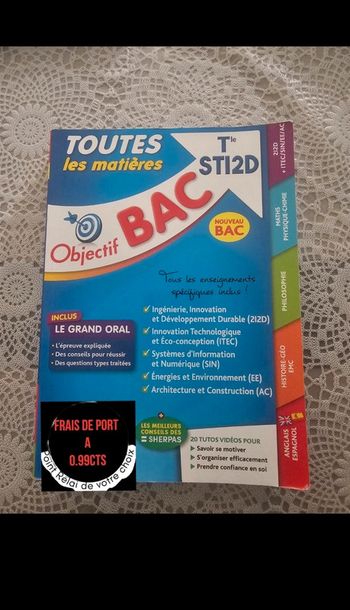 TOUTES
les matières
Tle
STI2D
Objectif
BAC
NOUVEAU
BAC
Tous les enseignements
spécifiques inclus !
INCLUS
LE GRAND ORAL
- L'épreuve expliquée
- Des conseils pour réussir
- Des questions types traitées
✓ Ingénierie, Innovation
et Développement Durable (2I2D)
✓ Innovation Technologique
et Éco-conception (ITEC)
✓ Systèmes d'Information
et Numérique (SIN)
✓ Énergies et Environnement (EE)
✓ Architecture et Construction (AC)
+
LES MEILLEURS
CONSEILS DES
SHERPAS
20 TUTOS VIDÉOS POUR
Savoir se motiver
S'organiser efficacement
Prendre confiance en soi
2I2D
+ ITEC/SIN/EE/AC
MATHS
PHYSIQUE-CHIMIE
PHILOSOPHIE
HISTOIRE-GÉO
EMC
ANGLAIS
ESPAGNOL
FRAIS DE PORT
A
0.99CTS
Point Relai de votre choix